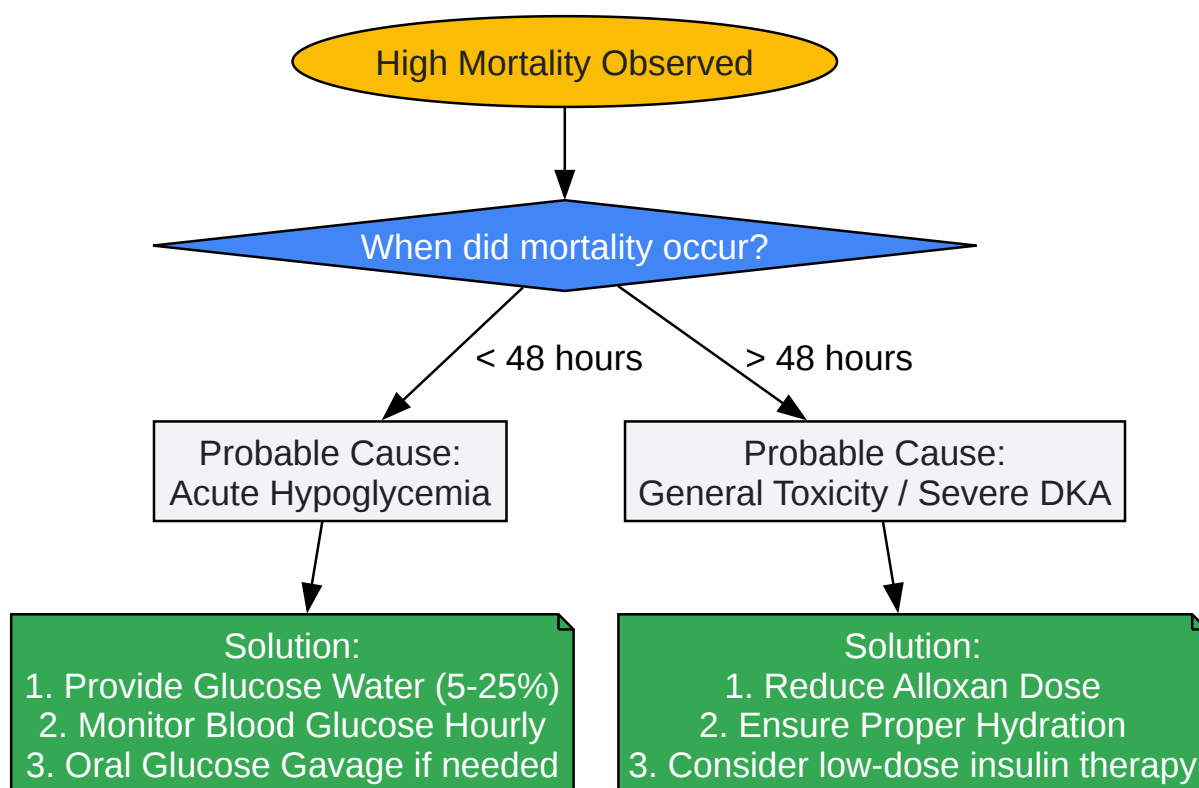 High Mortality Observed
When did mortality occur?
< 48 hours
> 48 hours
Probable Cause:
Acute Hypoglycemia
Probable Cause:
General Toxicity / Severe DKA
Solution:
1. Provide Glucose Water (5-25%)
2. Monitor Blood Glucose Hourly
3. Oral Glucose Gavage if needed
Solution:
1. Reduce Alloxan Dose
2. Ensure Proper Hydration
3. Consider low-dose insulin therapy